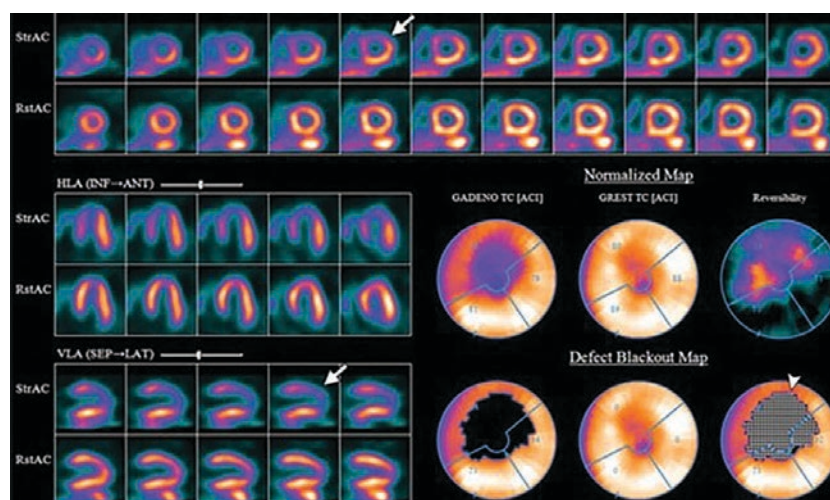 StrAC
RstAC
HLA (INF→ANT)
StrAC
RstAC
VLA (SEP→LAT)
StrAC
RstAC
Normalized Map
GADENO TC [ACI] GREST TC [ACI] Reversibility
Defect Blackout Map